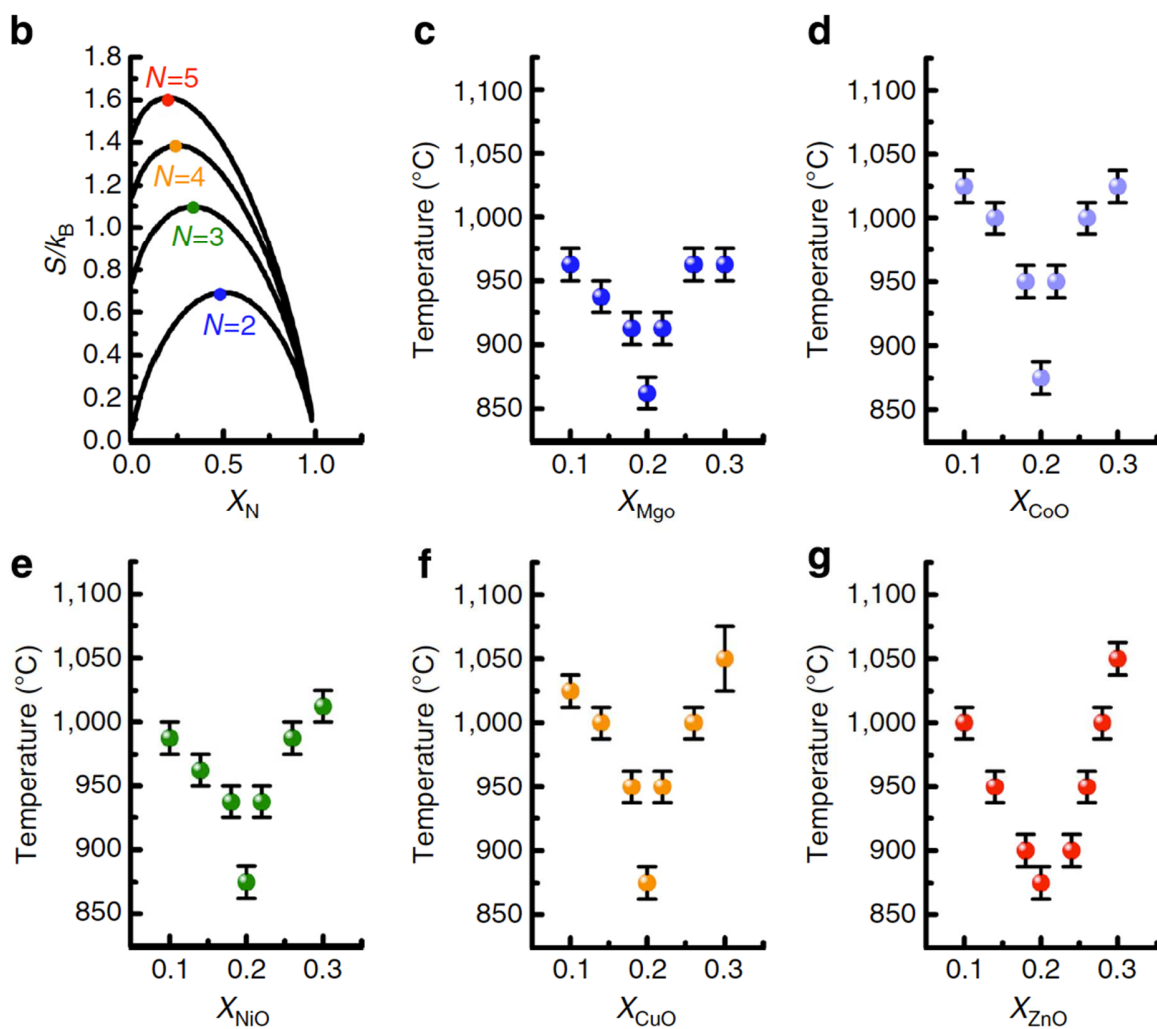 b
1.8
1.6
1.4
1.2
1.0
0.8
0.6
0.4
0.2
0.0
S/kB
N=5
N=4
N=3
N=2
0.0 0.5 1.0
XN
c
1,100
1,050
1,000
950
900
850
Temperature (°C)
0.1 0.2 0.3
XMgo
d
1,100
1,050
1,000
950
900
850
Temperature (°C)
0.1 0.2 0.3
XCoO
e
1,100
1,050
1,000
950
900
850
Temperature (°C)
0.1 0.2 0.3
XNiO
f
1,100
1,050
1,000
950
900
850
Temperature (°C)
0.1 0.2 0.3
XCuO
g
1,100
1,050
1,000
950
900
850
Temperature (°C)
0.1 0.2 0.3
XZnO